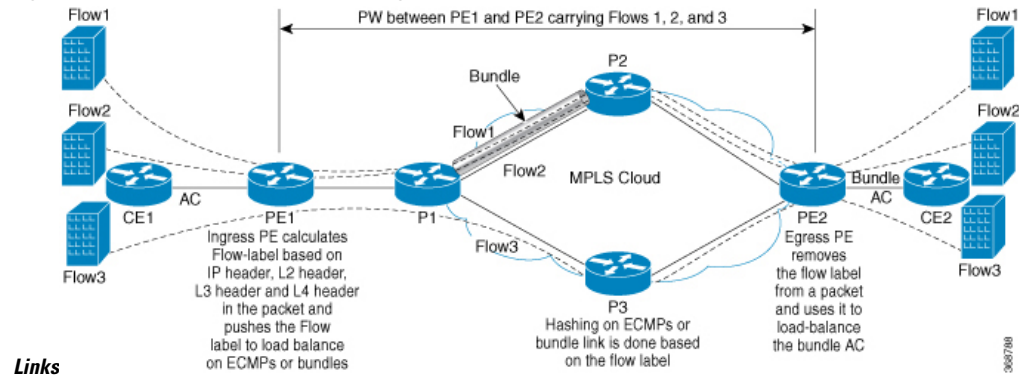 Flow1
PW between PE1 and PE2 carrying Flows 1, 2, and 3
Flow1
P2
Bundle
Flow2
Flow2
Flow1
Flow2
MPLS Cloud
Bundle
AC
AC
CE1
PE1
P1
PE2
CE2
Flow3
Flow3
Flow3
Ingress PE calculates
Flow-label based on
IP header, L2 header,
L3 header and L4 header
in the packet and
pushes the Flow
label to load balance
on ECMPs or bundles
P3
Hashing on ECMPs or
bundle link is done based
on the flow label
Egress PE
removes
the flow label
from a packet
and uses it to
load-balance
the bundle AC
368788
Links